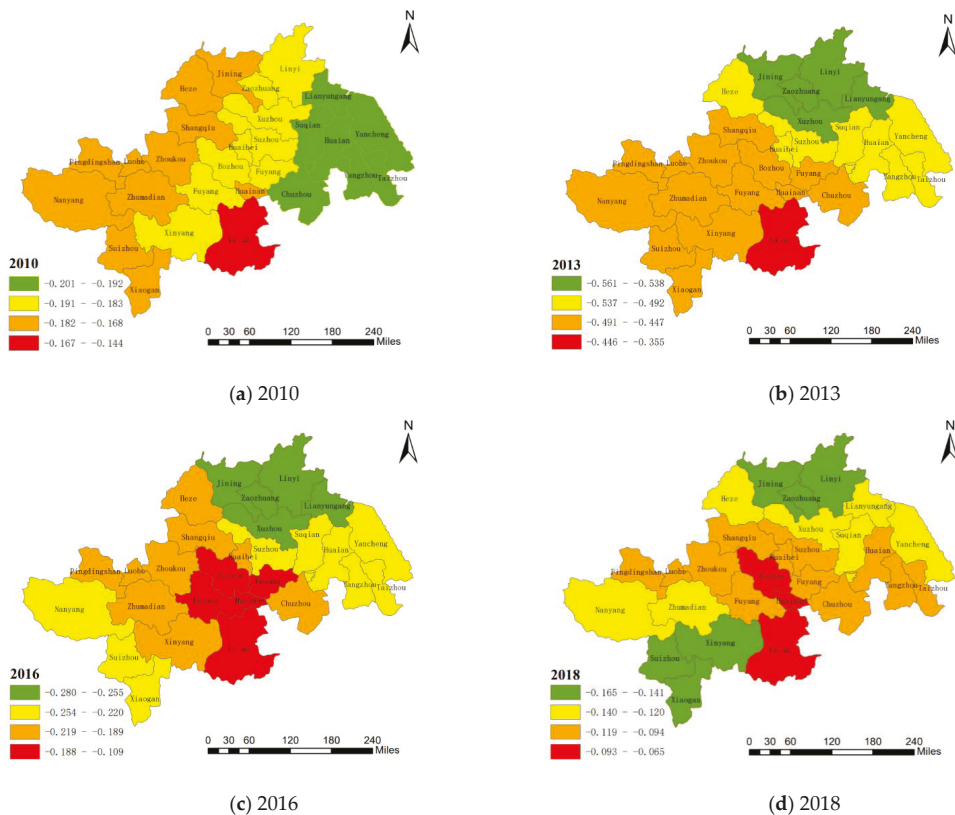 N
Linyi
Jining
Heze
Zaozhuang
Lianyungang
Xuzhou
Shangqiu
Suqian
Yancheng
Suzhou
Huaian
Huaibei
Pingdingshan
Luohe
Zhoukou
Bozhou
Fuyang
Yangzhou
Taizhou
Nanyang
Zhumadian
Fuyang
Huainan
Chuzhou
Xinyang
Suizhou
Xiaogan
2010
-0.201 - -0.192
-0.191 - -0.183
-0.182 - -0.168
-0.167 - -0.144
0 30 60 120 180 240
Miles
(a) 2010
N
Jining
Linyi
Heze
Zaozhuang
Lianyungang
Xuzhou
Shangqiu
Suqian
Yancheng
Huaibei
Suzhou
Huaian
Pingdingshan
Luohe
Zhoukou
Bozhou
Fuyang
Yangzhou
Taizhou
Nanyang
Zhumadian
Fuyang
Huainan
Chuzhou
Xinyang
Suizhou
Xiaogan
2013
-0.561 - -0.538
-0.537 - -0.492
-0.491 - -0.447
-0.446 - -0.355
0 30 60 120 180 240
Miles
(b) 2013
N
Jining
Linyi
Heze
Zaozhuang
Lianyungang
Xuzhou
Shangqiu
Suqian
Yancheng
Huaibei
Suzhou
Huaian
Pingdingshan
Luohe
Zhoukou
Yangzhou
Taizhou
Nanyang
Zhumadian
Chuzhou
Xinyang
Suizhou
Xiaogan
2016
-0.280 - -0.255
-0.254 - -0.220
-0.219 - -0.189
-0.188 - -0.109
0 30 60 120 180 240
Miles
(c) 2016
N
Jining
Linyi
Heze
Zaozhuang
Lianyungang
Xuzhou
Shangqiu
Suqian
Yancheng
Huaibei
Suzhou
Huaian
Pingdingshan
Luohe
Zhoukou
Fuyang
Yangzhou
Taizhou
Nanyang
Zhumadian
Fuyang
Chuzhou
Xinyang
Suizhou
Xiaogan
2018
-0.165 - -0.141
-0.140 - -0.120
-0.119 - -0.094
-0.093 - -0.065
0 30 60 120 180 240
Miles
(d) 2018